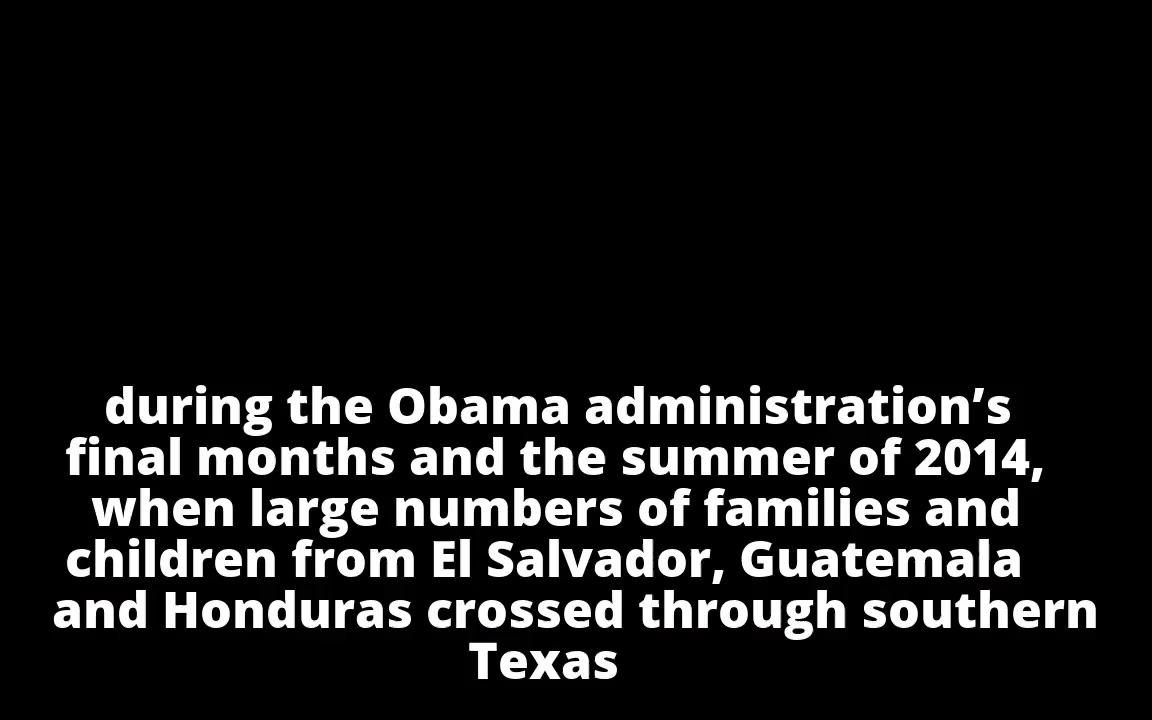 during the Obama administration’s
final months and the summer of 2014,
when large numbers of families and
children from El Salvador, Guatemala
and Honduras crossed through southern
Texas